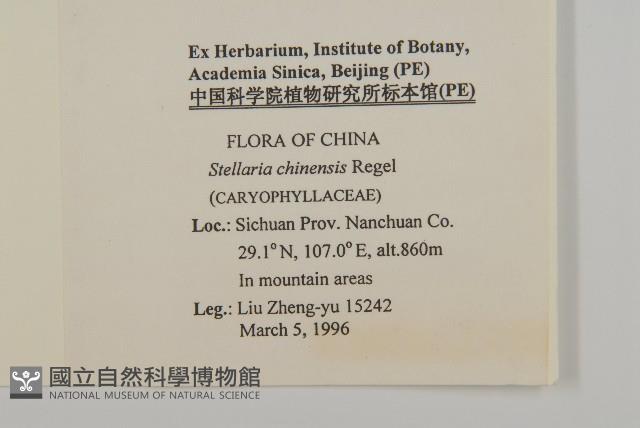 Ex Herbarium, Institute of Botany,
Academia Sinica, Beijing (PE)
中国科学院植物研究所标本馆(PE)
FLORA OF CHINA
Stellaria chinensis Regel
(CARYOPHYLLACEAE)
Loc.: Sichuan Prov. Nanchuan Co.
29.1° N, 107.0° E, alt.860m
In mountain areas
Leg.: Liu Zheng-yu 15242
March 5, 1996
國立自然科學博物館
NATIONAL MUSEUM OF NATURAL SCIENCE